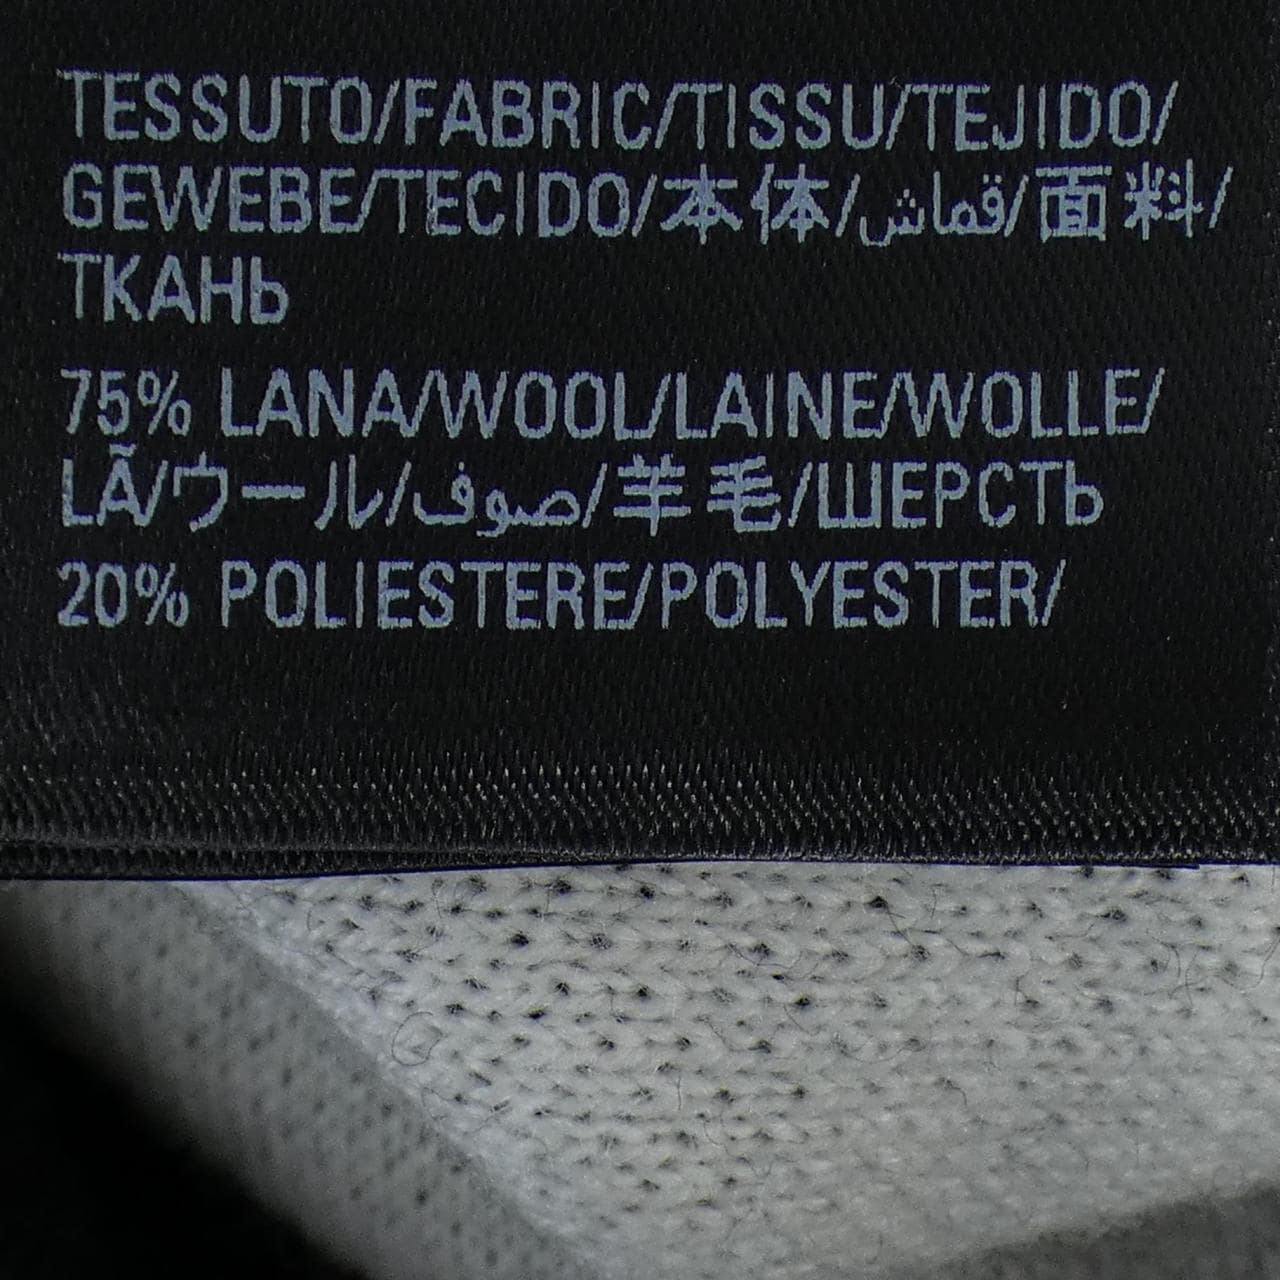 TESSUTO/FABRIC/TISSU/TEJIDO/
GEWEBE/TECIDO/本体/قماش/面料/
ТКАНЬ
75% LANA/WOOL/LAINE/WOLLE/
LÃ/ウール/صوف/羊毛/ШЕРСТЬ
20% POLIESTERE/POLYESTER/